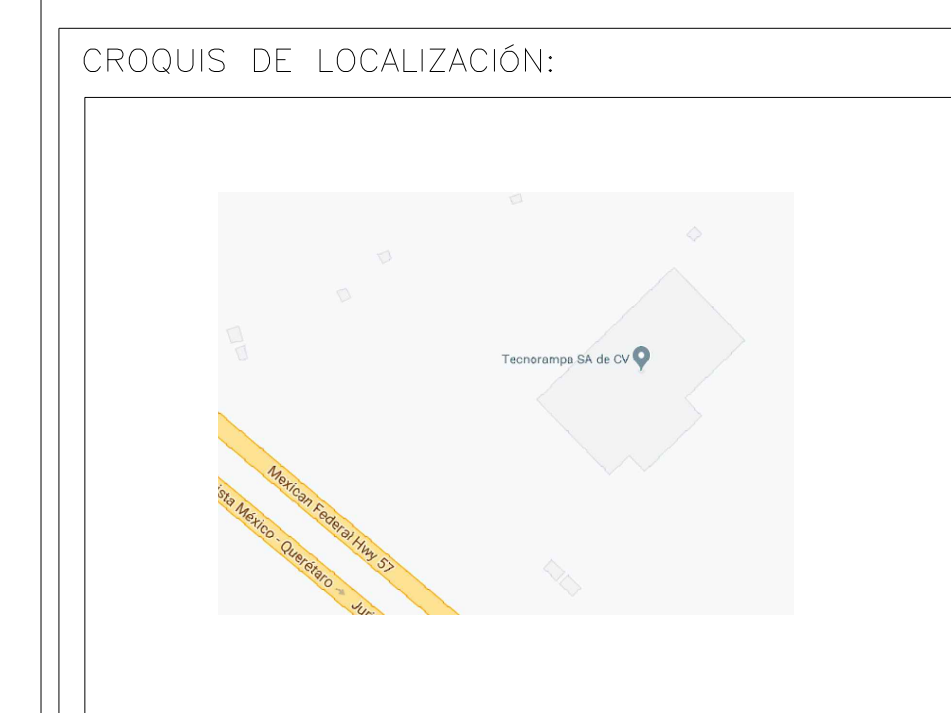 CROQUIS DE LOCALIZACIÓN:
Tecnorampa SA de CV
Mexican Federal Hwy 57
ista México - Querétaro